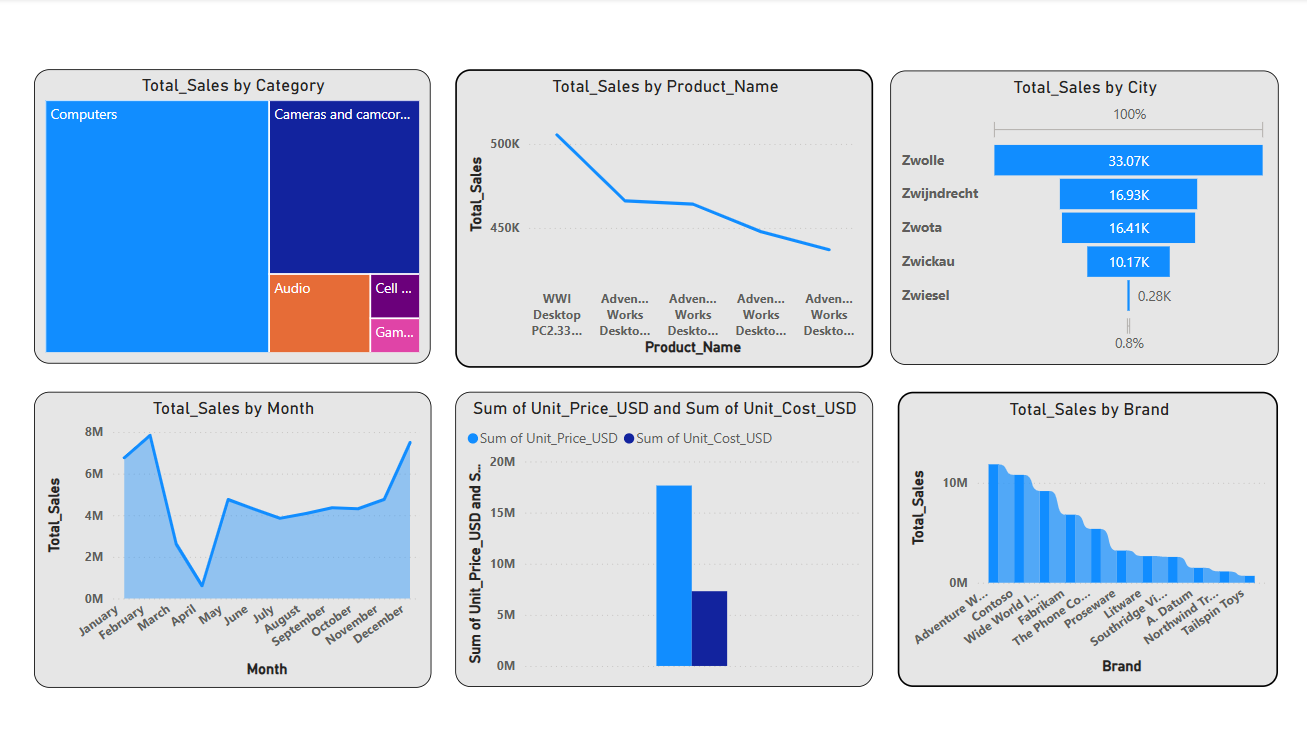 Total_Sales by Category
Computers
Cameras and camcor...
Audio
Cell ...
Gam...
Total_Sales by Product_Name
Total_Sales
500K
450K
WWI Desktop PC2.33...
Adven... Works Deskto...
Adven... Works Deskto...
Adven... Works Deskto...
Adven... Works Deskto...
Product_Name
Total_Sales by City
100%
Zwolle 33.07K
Zwijndrecht 16.93K
Zwota 16.41K
Zwickau 10.17K
Zwiesel 0.28K
0.8%
Total_Sales by Month
Total_Sales
8M
6M
4M
2M
0M
January
February
March
April
May
June
July
August
September
October
November
December
Month
Sum of Unit_Price_USD and Sum of Unit_Cost_USD
Sum of Unit_Price_USD Sum of Unit_Cost_USD
Sum of Unit_Price_USD and S...
20M
15M
10M
5M
0M
Total_Sales by Brand
Total_Sales
10M
0M
Adventure W...
Contoso
Wide World I...
Fabrikam
The Phone Co...
Proseware
Litware
Southridge Vi...
A. Datum
Northwind Tr...
Tailspin Toys
Brand